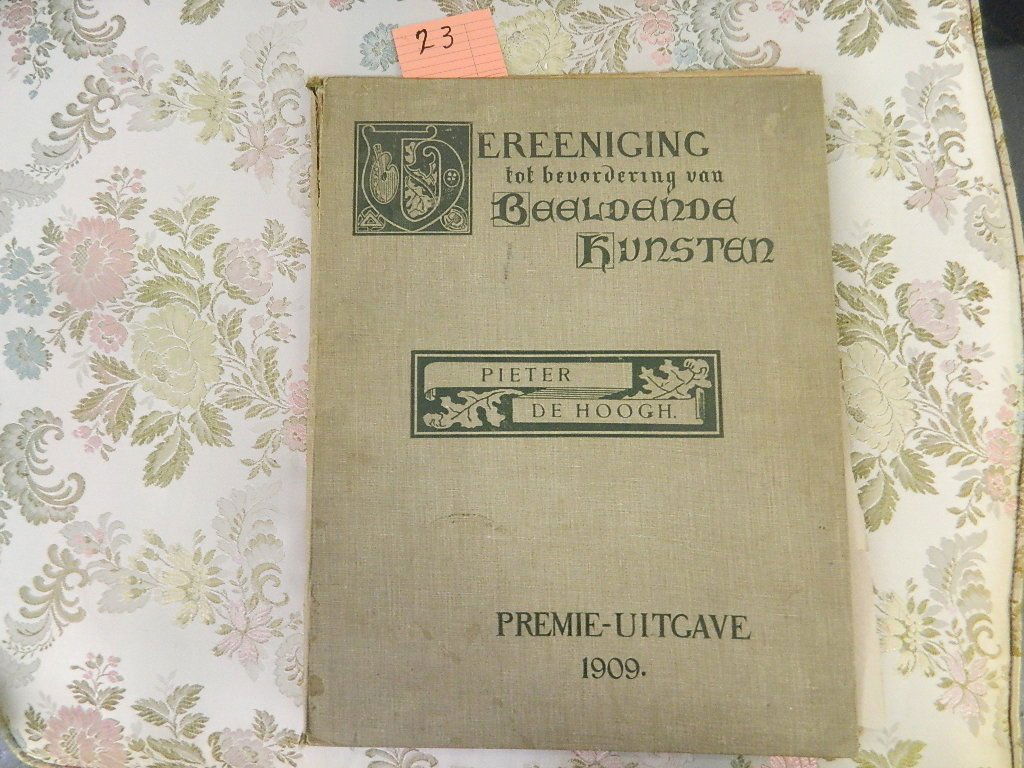 23
VEREENIGING
tot bevordering van
BEELDENDE
KUNSTEN
PIETER
DE HOOGH.
PREMIE-UITGAVE
1909.